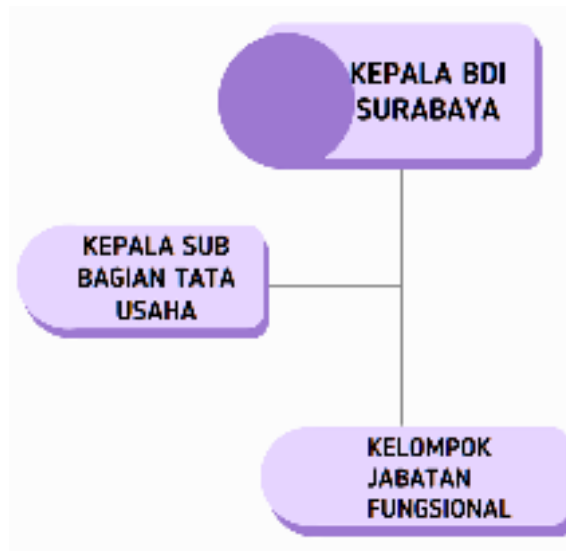 KEPALA BDI
SURABAYA
KEPALA SUB
BAGIAN TATA
USAHA
KELOMPOK
JABATAN
FUNGSIONAL